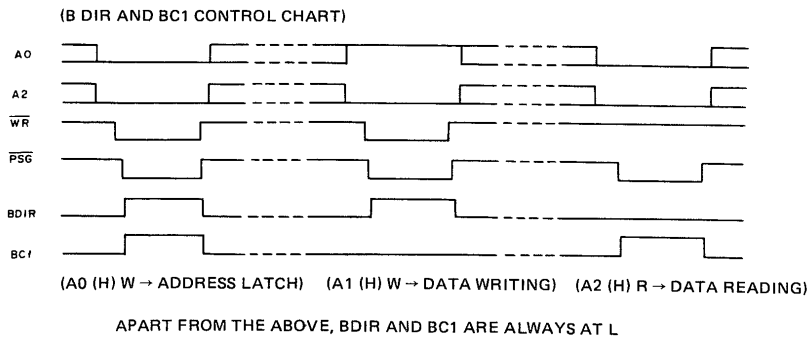 (B DIR AND BC1 CONTROL CHART)
A0
A2
WR
PSG
BDIR
BC1
(A0 (H) W → ADDRESS LATCH) (A1 (H) W → DATA WRITING) (A2 (H) R → DATA READING)
APART FROM THE ABOVE, BDIR AND BC1 ARE ALWAYS AT L